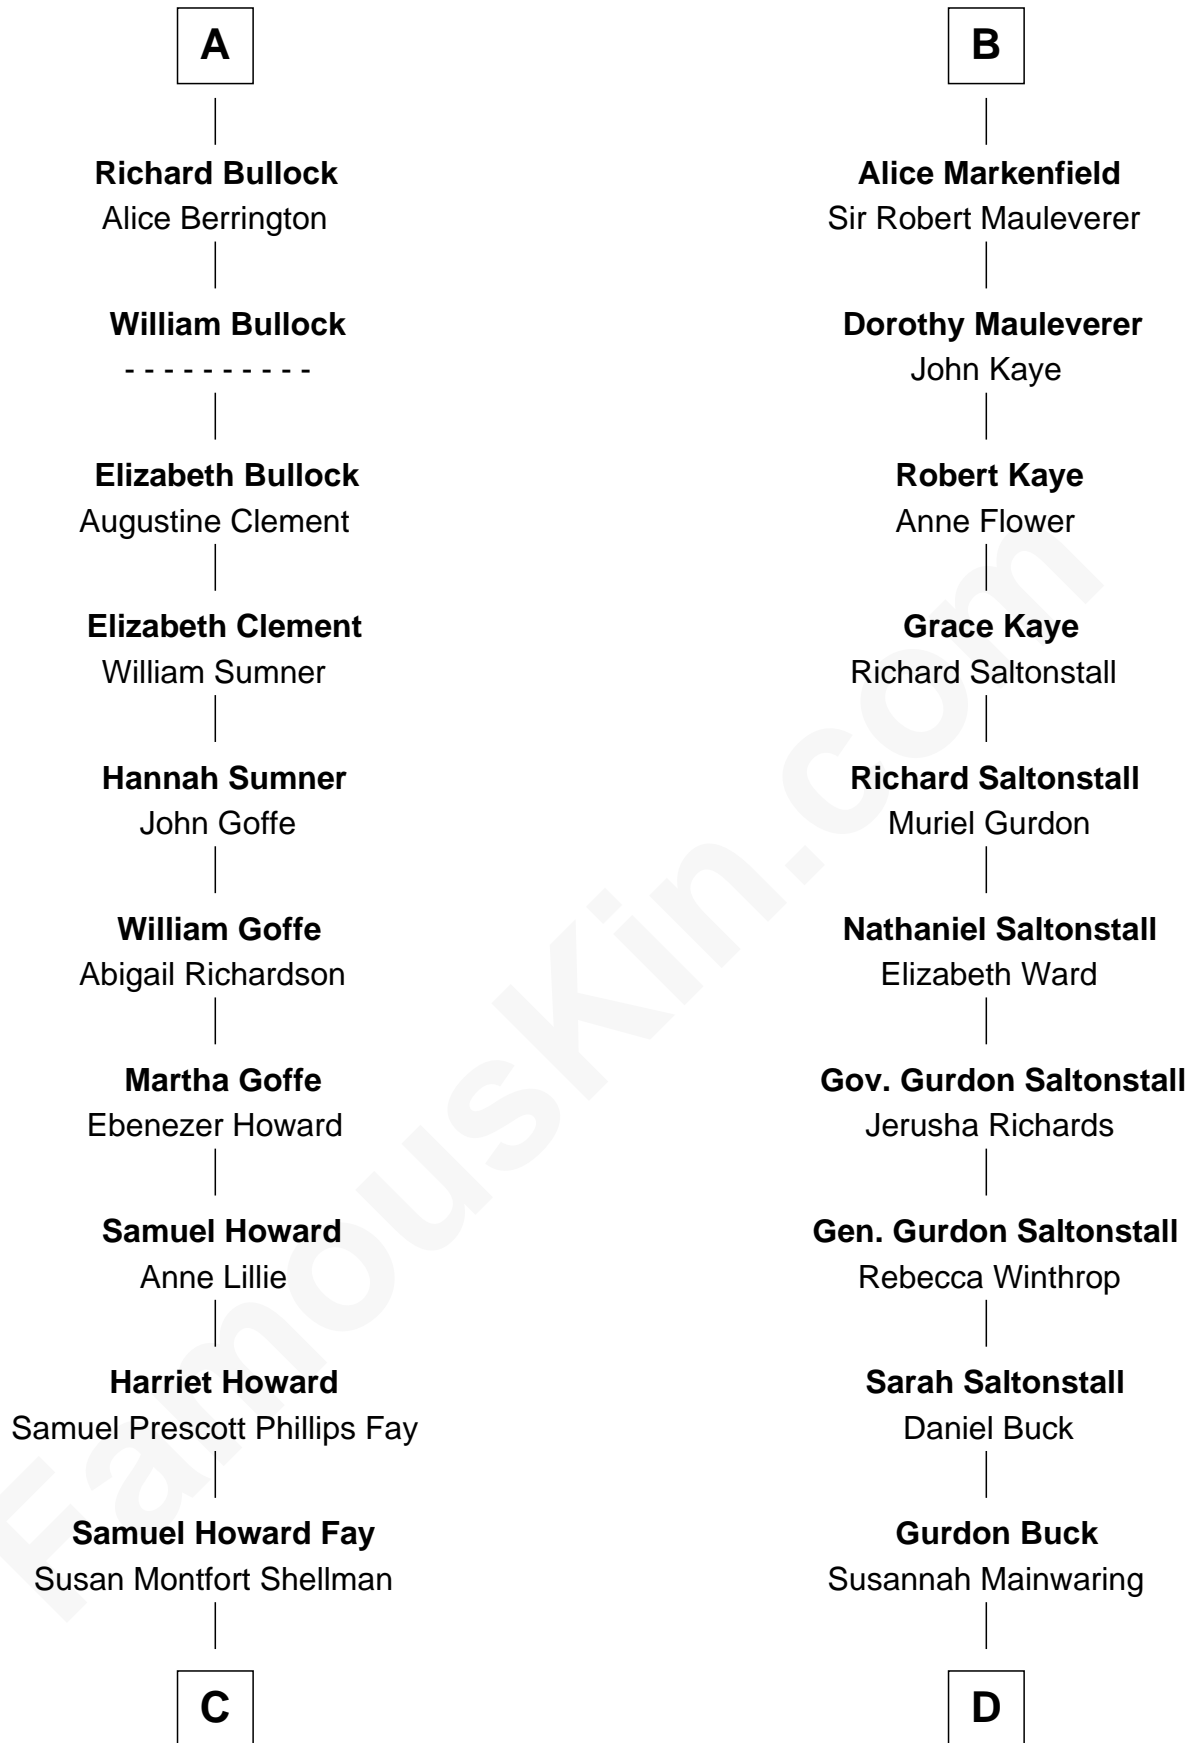 A
Richard Bullock
Alice Berrington
William Bullock
- - - - - - - - - -
Elizabeth Bullock
Augustine Clement
Elizabeth Clement
William Sumner
Hannah Sumner
John Goffe
William Goffe
Abigail Richardson
Martha Goffe
Ebenezer Howard
Samuel Howard
Anne Lillie
Harriet Howard
Samuel Prescott Phillips Fay
Samuel Howard Fay
Susan Montfort Shellman
C
B
Alice Markenfield
Sir Robert Mauleverer
Dorothy Mauleverer
John Kaye
Robert Kaye
Anne Flower
Grace Kaye
Richard Saltonstall
Richard Saltonstall
Muriel Gurdon
Nathaniel Saltonstall
Elizabeth Ward
Gov. Gurdon Saltonstall
Jerusha Richards
Gen. Gurdon Saltonstall
Rebecca Winthrop
Sarah Saltonstall
Daniel Buck
Gurdon Buck
Susannah Mainwaring
D
FamousKin.com